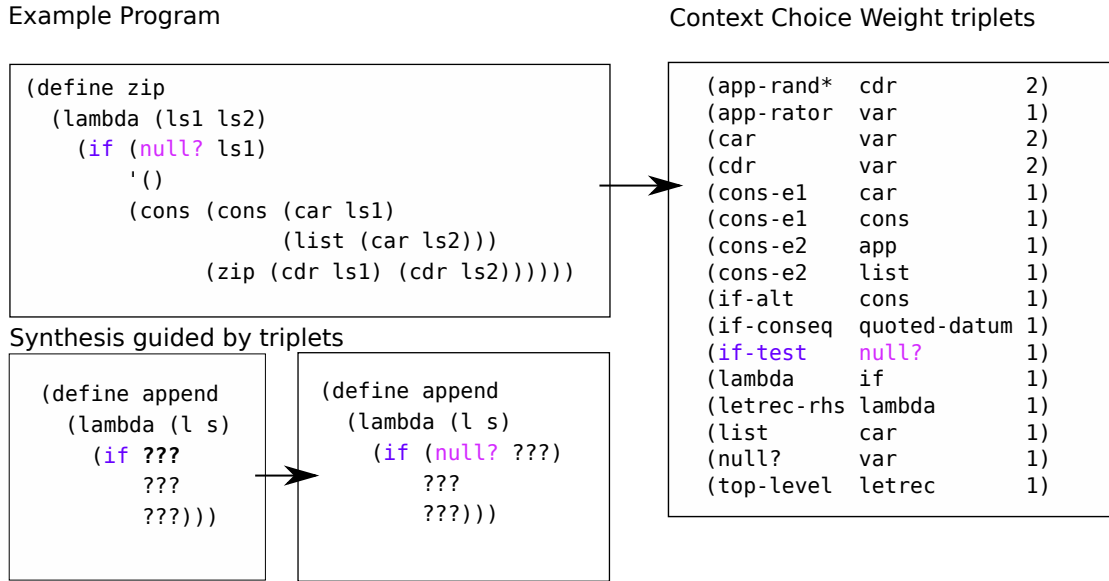 Example Program
(define zip
  (lambda (ls1 ls2)
    (if (null? ls1)
        '()
        (cons (cons (car ls1)
                    (list (car ls2)))
              (zip (cdr ls1) (cdr ls2))))))
Synthesis guided by triplets
(define append
  (lambda (l s)
    (if ???
        ???
        ???)))
(define append
  (lambda (l s)
    (if (null? ???)
        ???
        ???)))
Context Choice Weight triplets
(app-rand* cdr 2)
(app-rator var 1)
(car var 2)
(cdr var 2)
(cons-e1 car 1)
(cons-e1 cons 1)
(cons-e2 app 1)
(cons-e2 list 1)
(if-alt cons 1)
(if-conseq quoted-datum 1)
(if-test null? 1)
(lambda if 1)
(letrec-rhs lambda 1)
(list car 1)
(null? var 1)
(top-level letrec 1)